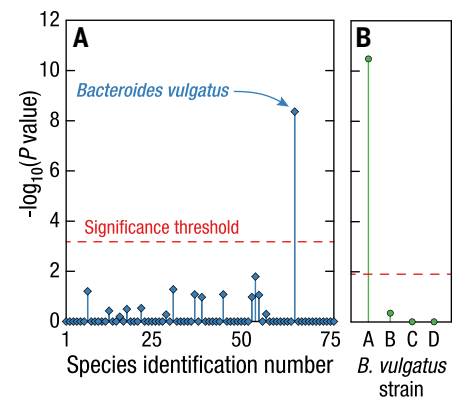 A
B
12
10
8
6
4
2
0
-log10(P value)
Bacteroides vulgatus
Significance threshold
1 25 50 75
Species identification number
A B C D
B. vulgatus
strain